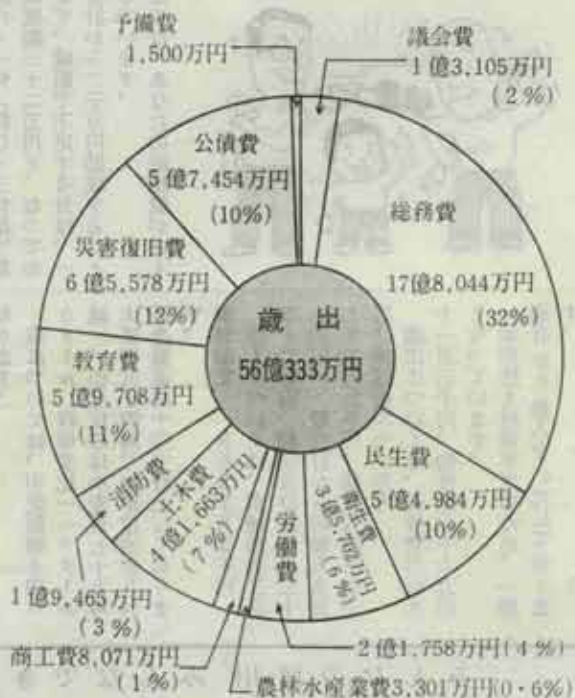 予備費
1,500万円
議会費
1億3,105万円
(2%)
総務費
17億8,044万円
(32%)
民生費
5億4,984万円
(10%)
衛生費
3億5,702万円
(6%)
労働費
2億1,758万円(4%)
農林水産業費3,301万円(0・6%)
商工費8,071万円
(1%)
土木費
4億1,663万円
(7%)
消防費
1億9,465万円
(3%)
教育費
5億9,708万円
(11%)
災害復旧費
6億5,578万円
(12%)
公債費
5億7,454万円
(10%)
歳出
56億333万円